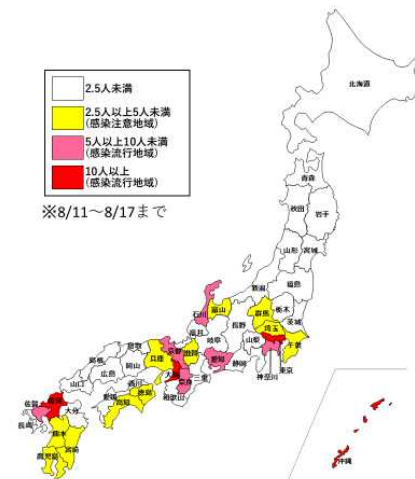 2.5人未満
2.5人以上5人未満
(感染注意地域)
5人以上10人未満
(感染流行地域)
10人以上
(感染流行地域)
※8/11～8/17まで
北海道
青森
秋田
岩手
山形
宮城
福島
新潟
栃木
群馬
茨城
埼玉
千葉
東京
神奈川
山梨
長野
静岡
富山
石川
岐阜
福井
愛知
滋賀
三重
京都
奈良
和歌山
兵庫
鳥取
岡山
島根
広島
山口
香川
徳島
高知
愛媛
佐賀
長崎
大分
熊本
宮崎
鹿児島
沖縄